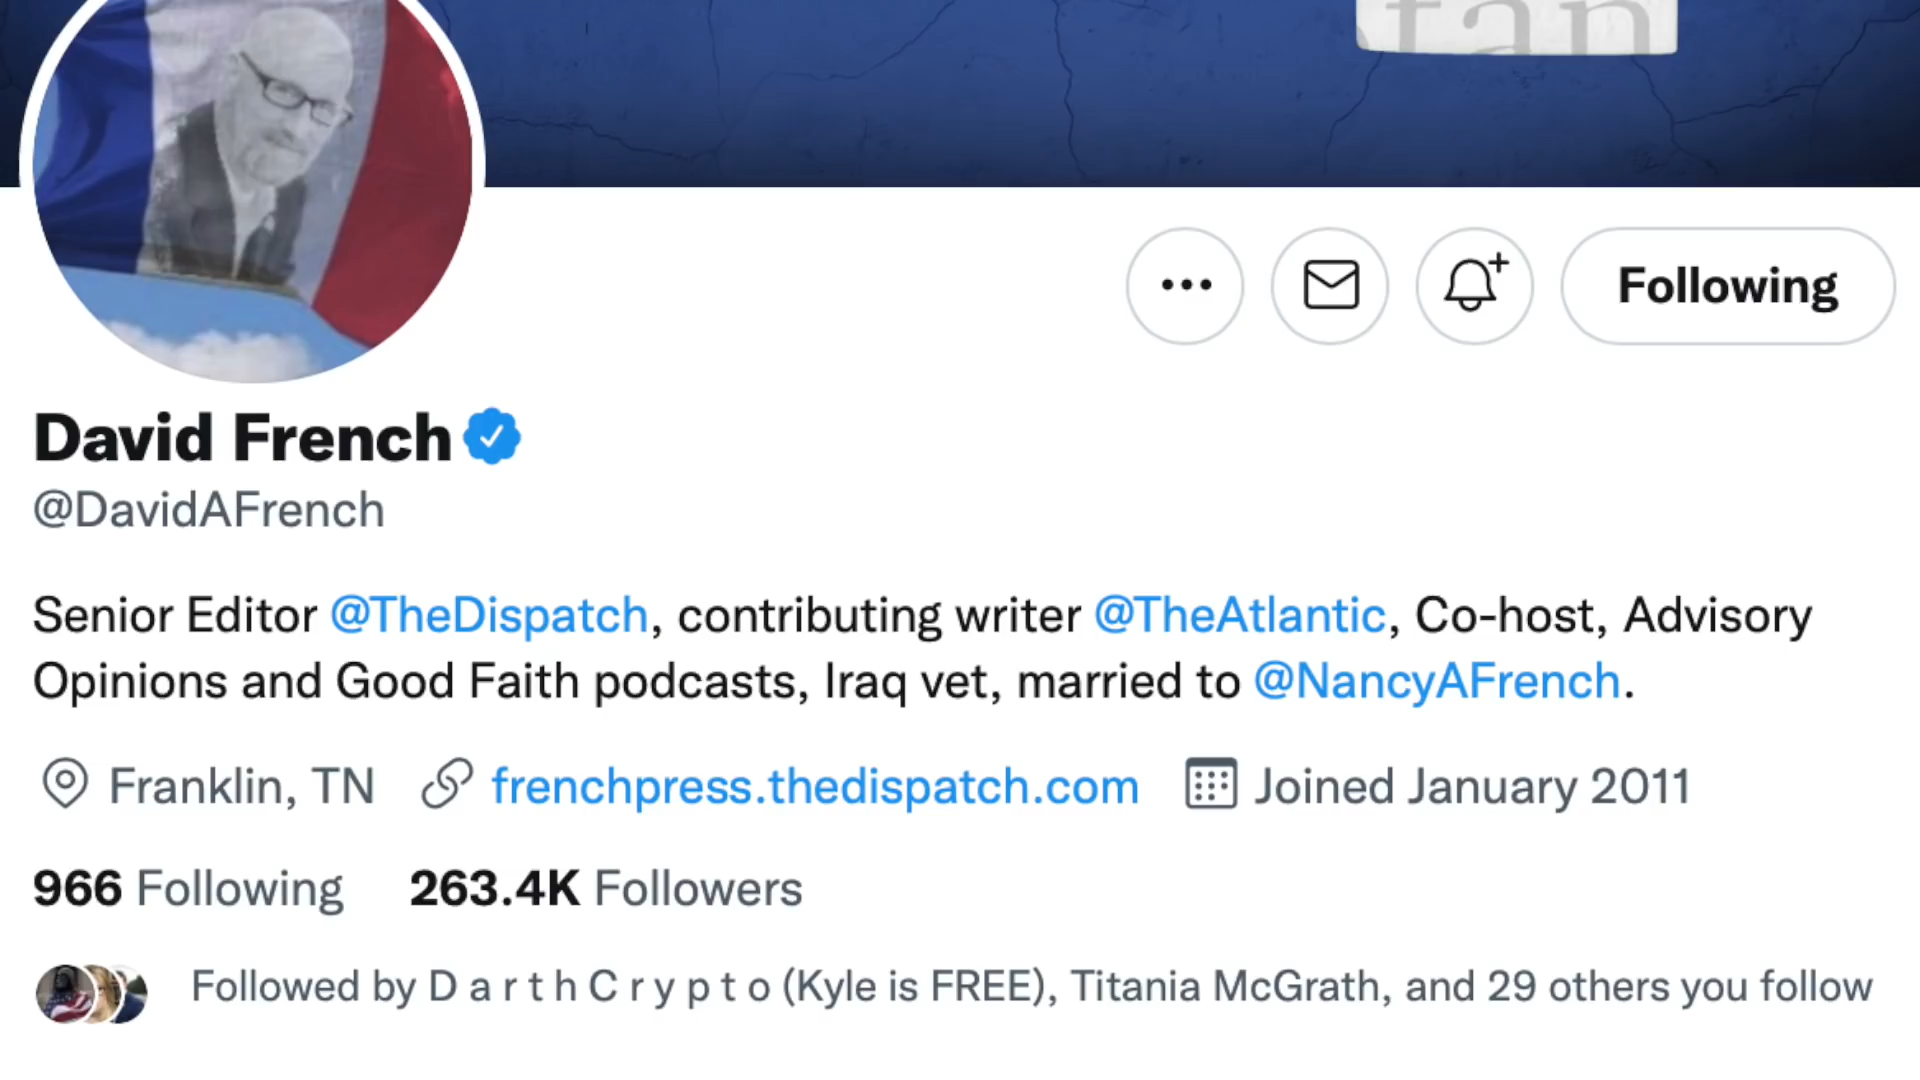 tan
Following
David French
@DavidAFrench
Senior Editor @TheDispatch, contributing writer @TheAtlantic, Co-host, Advisory
Opinions and Good Faith podcasts, Iraq vet, married to @NancyAFrench.
Franklin, TN frenchpress.thedispatch.com Joined January 2011
966 Following 263.4K Followers
Followed by D a r t h C r y p t o (Kyle is FREE), Titania McGrath, and 29 others you follow